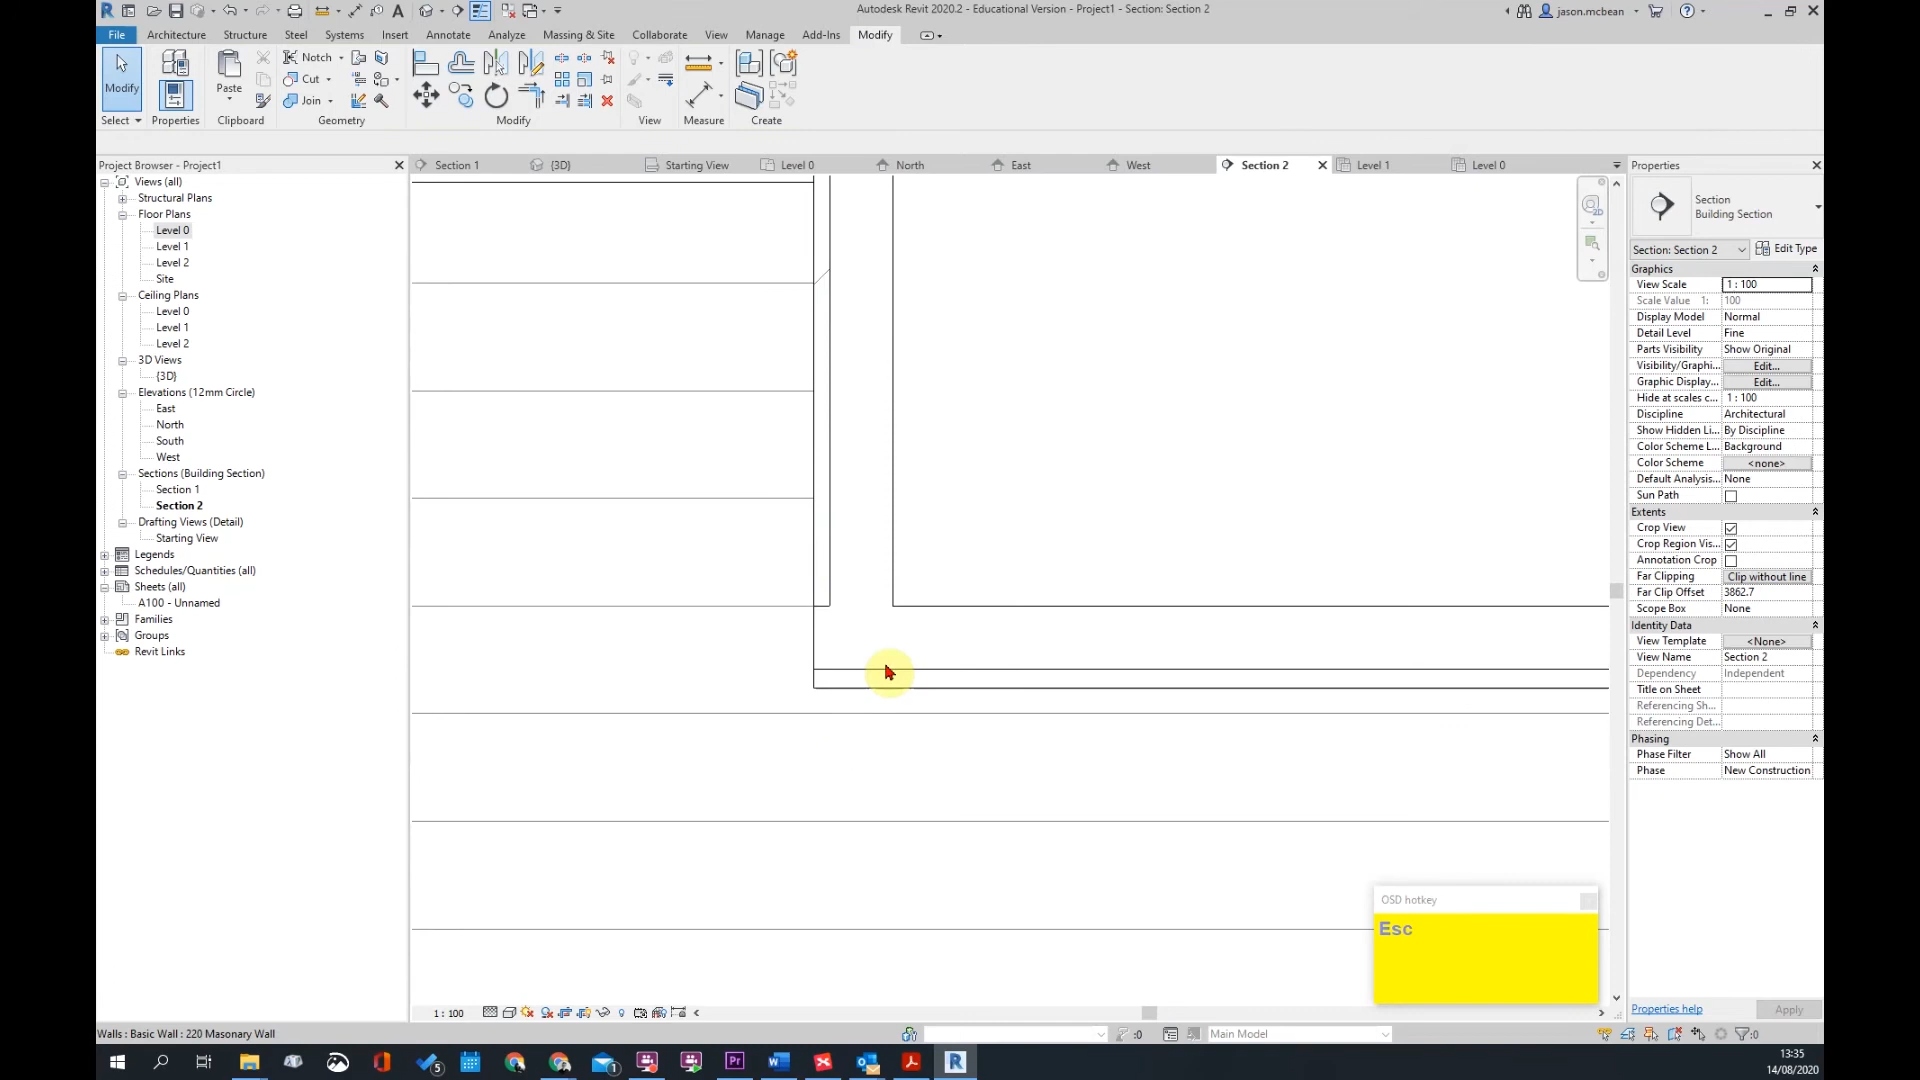 Autodesk Revit 2020.2 - Educational Version - Project1 - Section: Section 2
jason.mcbean
File Architecture Structure Steel Systems Insert Annotate Analyze Massing & Site Collaborate View Manage Add-Ins Modify
Modify
Paste
Notch
Cut
Join
Select Properties Clipboard Geometry Modify View Measure Create
Project Browser - Project1
Section 1 {3D} Starting View Level 0 North East West Section 2 Level 1 Level 0
Properties
Views (all)
Structural Plans
Floor Plans
Level 0
Level 1
Level 2
Site
Ceiling Plans
Level 0
Level 1
Level 2
3D Views
{3D}
Elevations (12mm Circle)
East
North
South
West
Sections (Building Section)
Section 1
Section 2
Drafting Views (Detail)
Starting View
Legends
Schedules/Quantities (all)
Sheets (all)
A100 - Unnamed
Families
Groups
Revit Links
Section
Building Section
Section: Section 2 Edit Type
Graphics
View Scale 1 : 100
Scale Value 1: 100
Display Model Normal
Detail Level Fine
Parts Visibility Show Original
Visibility/Graphi... Edit...
Graphic Display... Edit...
Hide at scales c... 1 : 100
Discipline Architectural
Show Hidden Li... By Discipline
Color Scheme L... Background
Color Scheme <none>
Default Analysis... None
Sun Path
Extents
Crop View
Crop Region Vis...
Annotation Crop
Far Clipping Clip without line
Far Clip Offset 3862.7
Scope Box None
Identity Data
View Template <None>
View Name Section 2
Dependency Independent
Title on Sheet
Referencing Sh...
Referencing Det...
Phasing
Phase Filter Show All
Phase New Construction
OSD hotkey
Esc
Properties help Apply
1 : 100
Walls : Basic Wall : 220 Masonary Wall
:0
Main Model
:0
13:35
14/08/2020